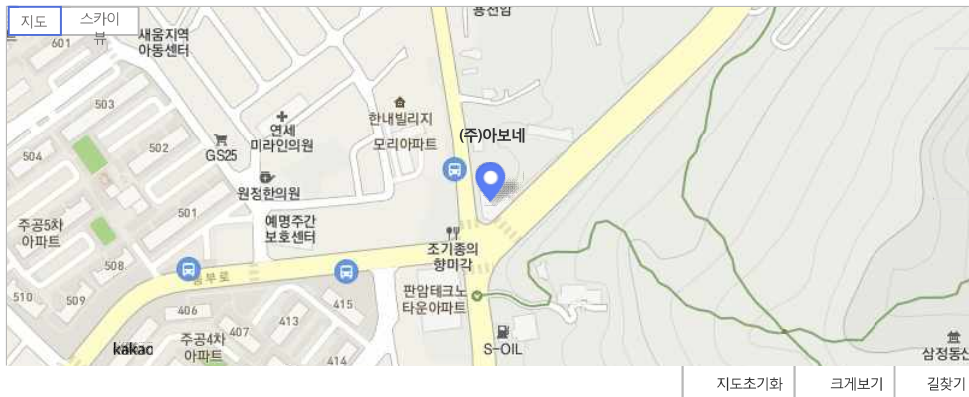 지도
스카이
뷰
용선암
601
새움지역
아동센터
503
한내빌리지
연세
미라인의원
(주)아보네
모리아파트
502
GS25
504
원정한의원
501
예명주간
보호센터
주공5차
아파트
조기종의
향미각
508
동부로
판암테크노
타운아파트
510
509
415
406
413
407
주공4차
아파트
kakao
S-OIL
414
삼정동산
지도초기화
크게보기
길찾기